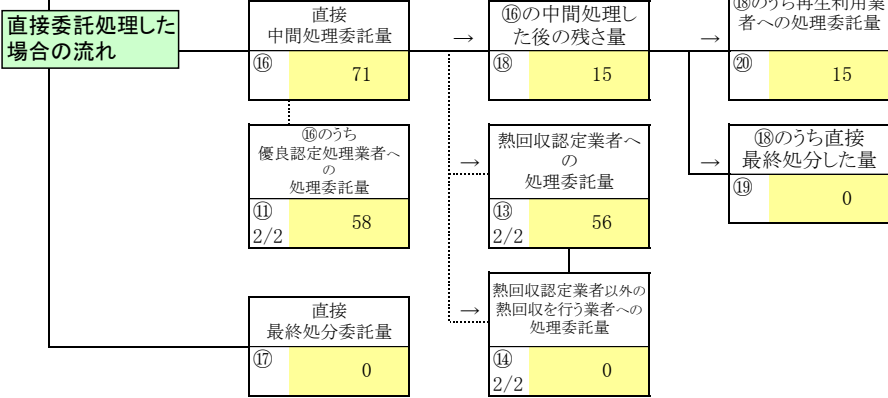 直接委託処理した
場合の流れ
直接
中間処理委託量
⑯
71
→
⑯の中間処理し
た後の残さ量
⑱
15
→
⑱のうち再生利用業
者への処理委託量
⑳
15
⑯のうち
優良認定処理業者へ
の
処理委託量
⑪
2/2
58
→
熱回収認定業者へ
の
処理委託量
⑬
2/2
56
→
⑱のうち直接
最終処分した量
⑲
0
直接
最終処分委託量
⑰
0
→
熱回収認定業者以外の
熱回収を行う業者への
処理委託量
⑭
2/2
0